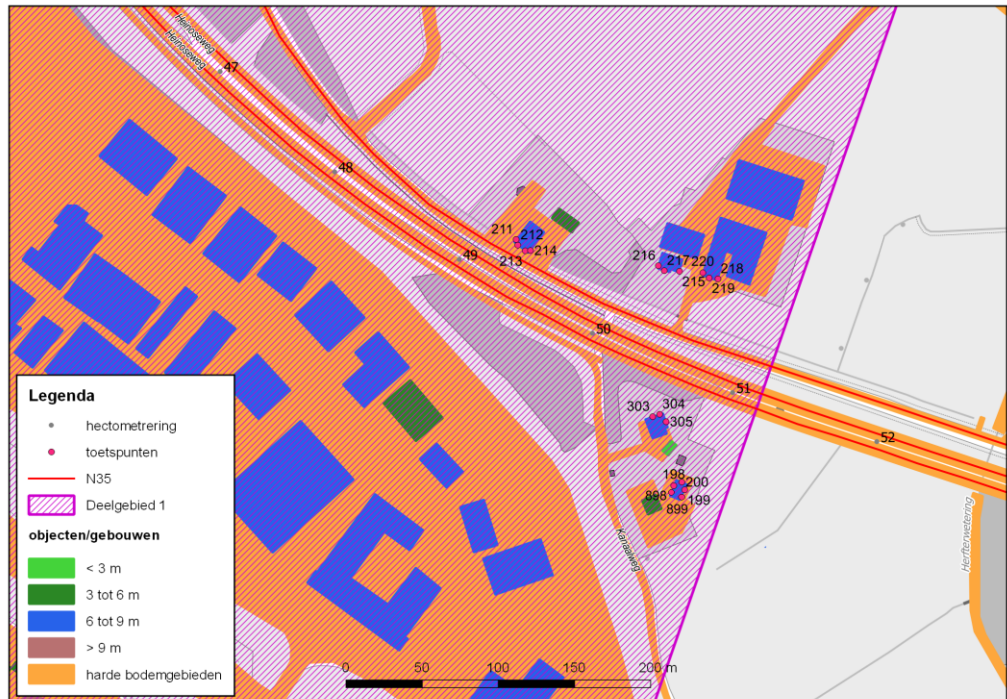 Heinoseweg
Heinoseweg
47
48
211 212
213 214
49
216 217 220 218
215 219
50
51
52
303 304
305
198 200
898 199
899
Kanaalweg
Herfterwetering
Legenda
hectometrering
toetspunten
N35
Deelgebied 1
objecten/gebouwen
< 3 m
3 tot 6 m
6 tot 9 m
> 9 m
harde bodemgebieden
0 50 100 150 200 m